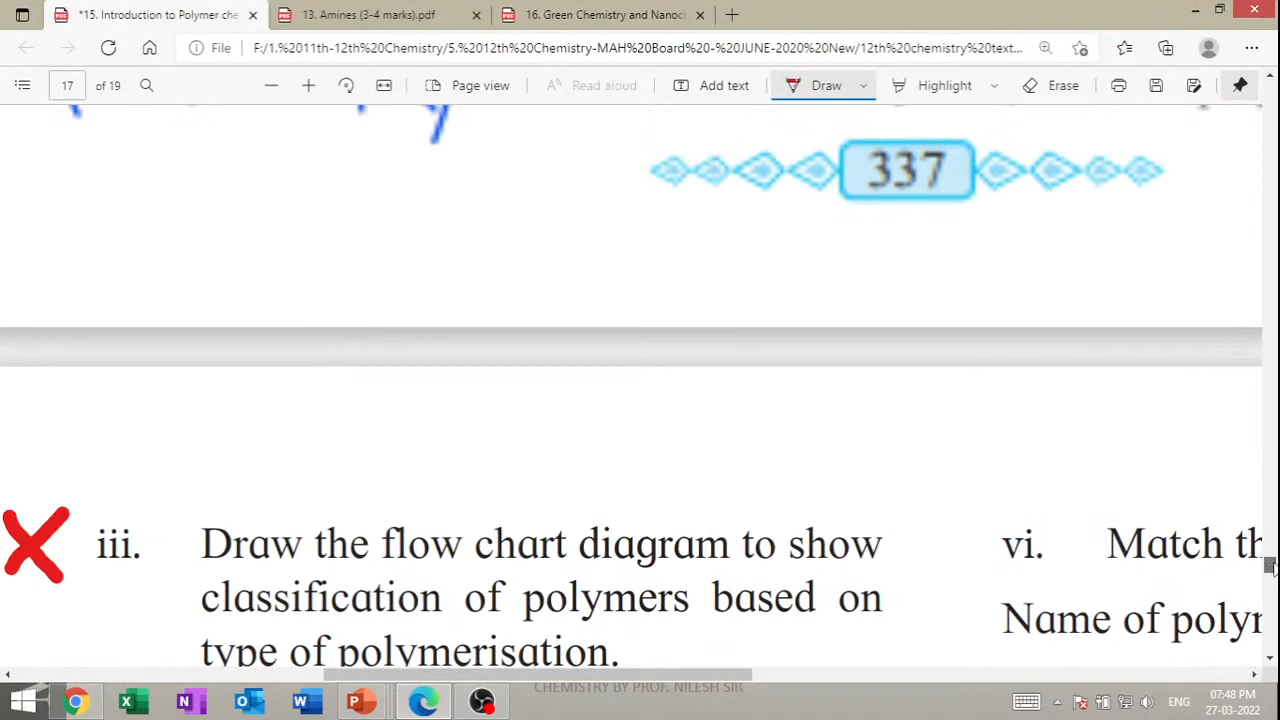 *15. Introduction to Polymer che
13. Amines (3-4 marks).pdf
16. Green Chemistry and Nanoch
File
F:/1.%2011th-12th%20Chemistry/5.%2012th%20Chemistry-MAH%20Board%20-%20JUNE-2020%20New/12th%20chemistry%20text...
17 of 19
Page view
Read aloud
Add text
Draw
Highlight
Erase
337
iii. Draw the flow chart diagram to show
classification of polymers based on
type of polymerisation.
vi. Match th
Name of polyr
CHEMISTRY BY PROF. NILESH SIR
ENG
07:48 PM
27-03-2022